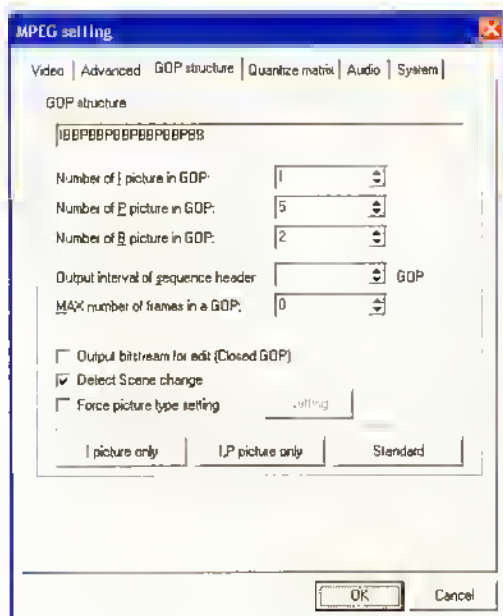 MPEG setting
Video Advanced GOP structure Quantize matrix Audio System
GOP structure
IBBPBBPBBPBBPBBPBB
Number of I picture in GOP: 1
Number of P picture in GOP: 5
Number of B picture in GOP: 2
Output interval of sequence header GOP
MAX number of frames in a GOP: 0
Output bitstream for edit (Closed GOP)
Detect Scene change
Force picture type setting
I picture only I,P picture only Standard
OK Cancel